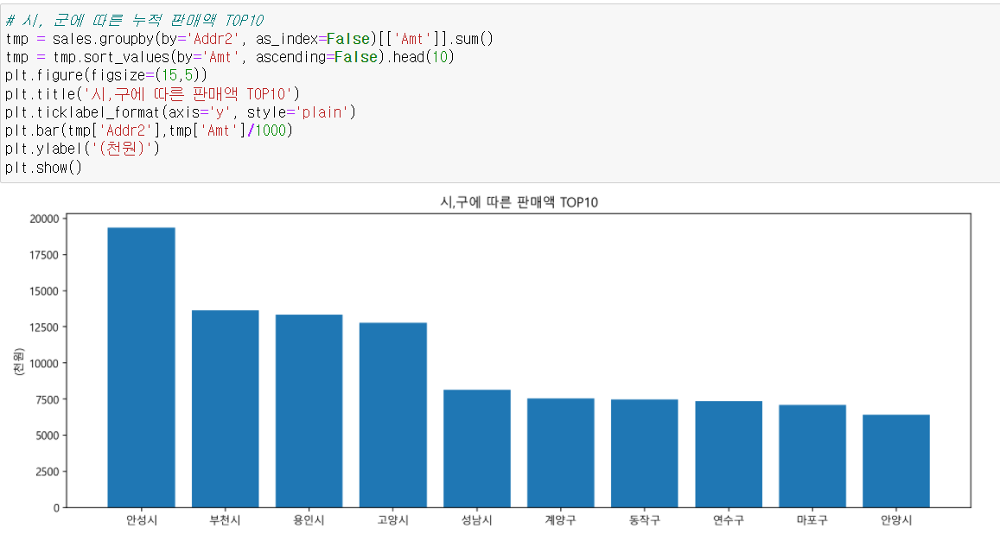 # 시, 군에 따른 누적 판매액 TOP10
tmp = sales.groupby(by='Addr2', as_index=False)[['Amt']].sum()
tmp = tmp.sort_values(by='Amt', ascending=False).head(10)
plt.figure(figsize=(15,5))
plt.title('시,구에 따른 판매액 TOP10')
plt.ticklabel_format(axis='y', style='plain')
plt.bar(tmp['Addr2'],tmp['Amt']/1000)
plt.ylabel('(천원)')
plt.show()
시,구에 따른 판매액 TOP10
20000
17500
15000
12500
10000
7500
5000
2500
0
(천원)
안성시 부천시 용인시 고양시 성남시 계양구 동작구 연수구 마포구 안양시